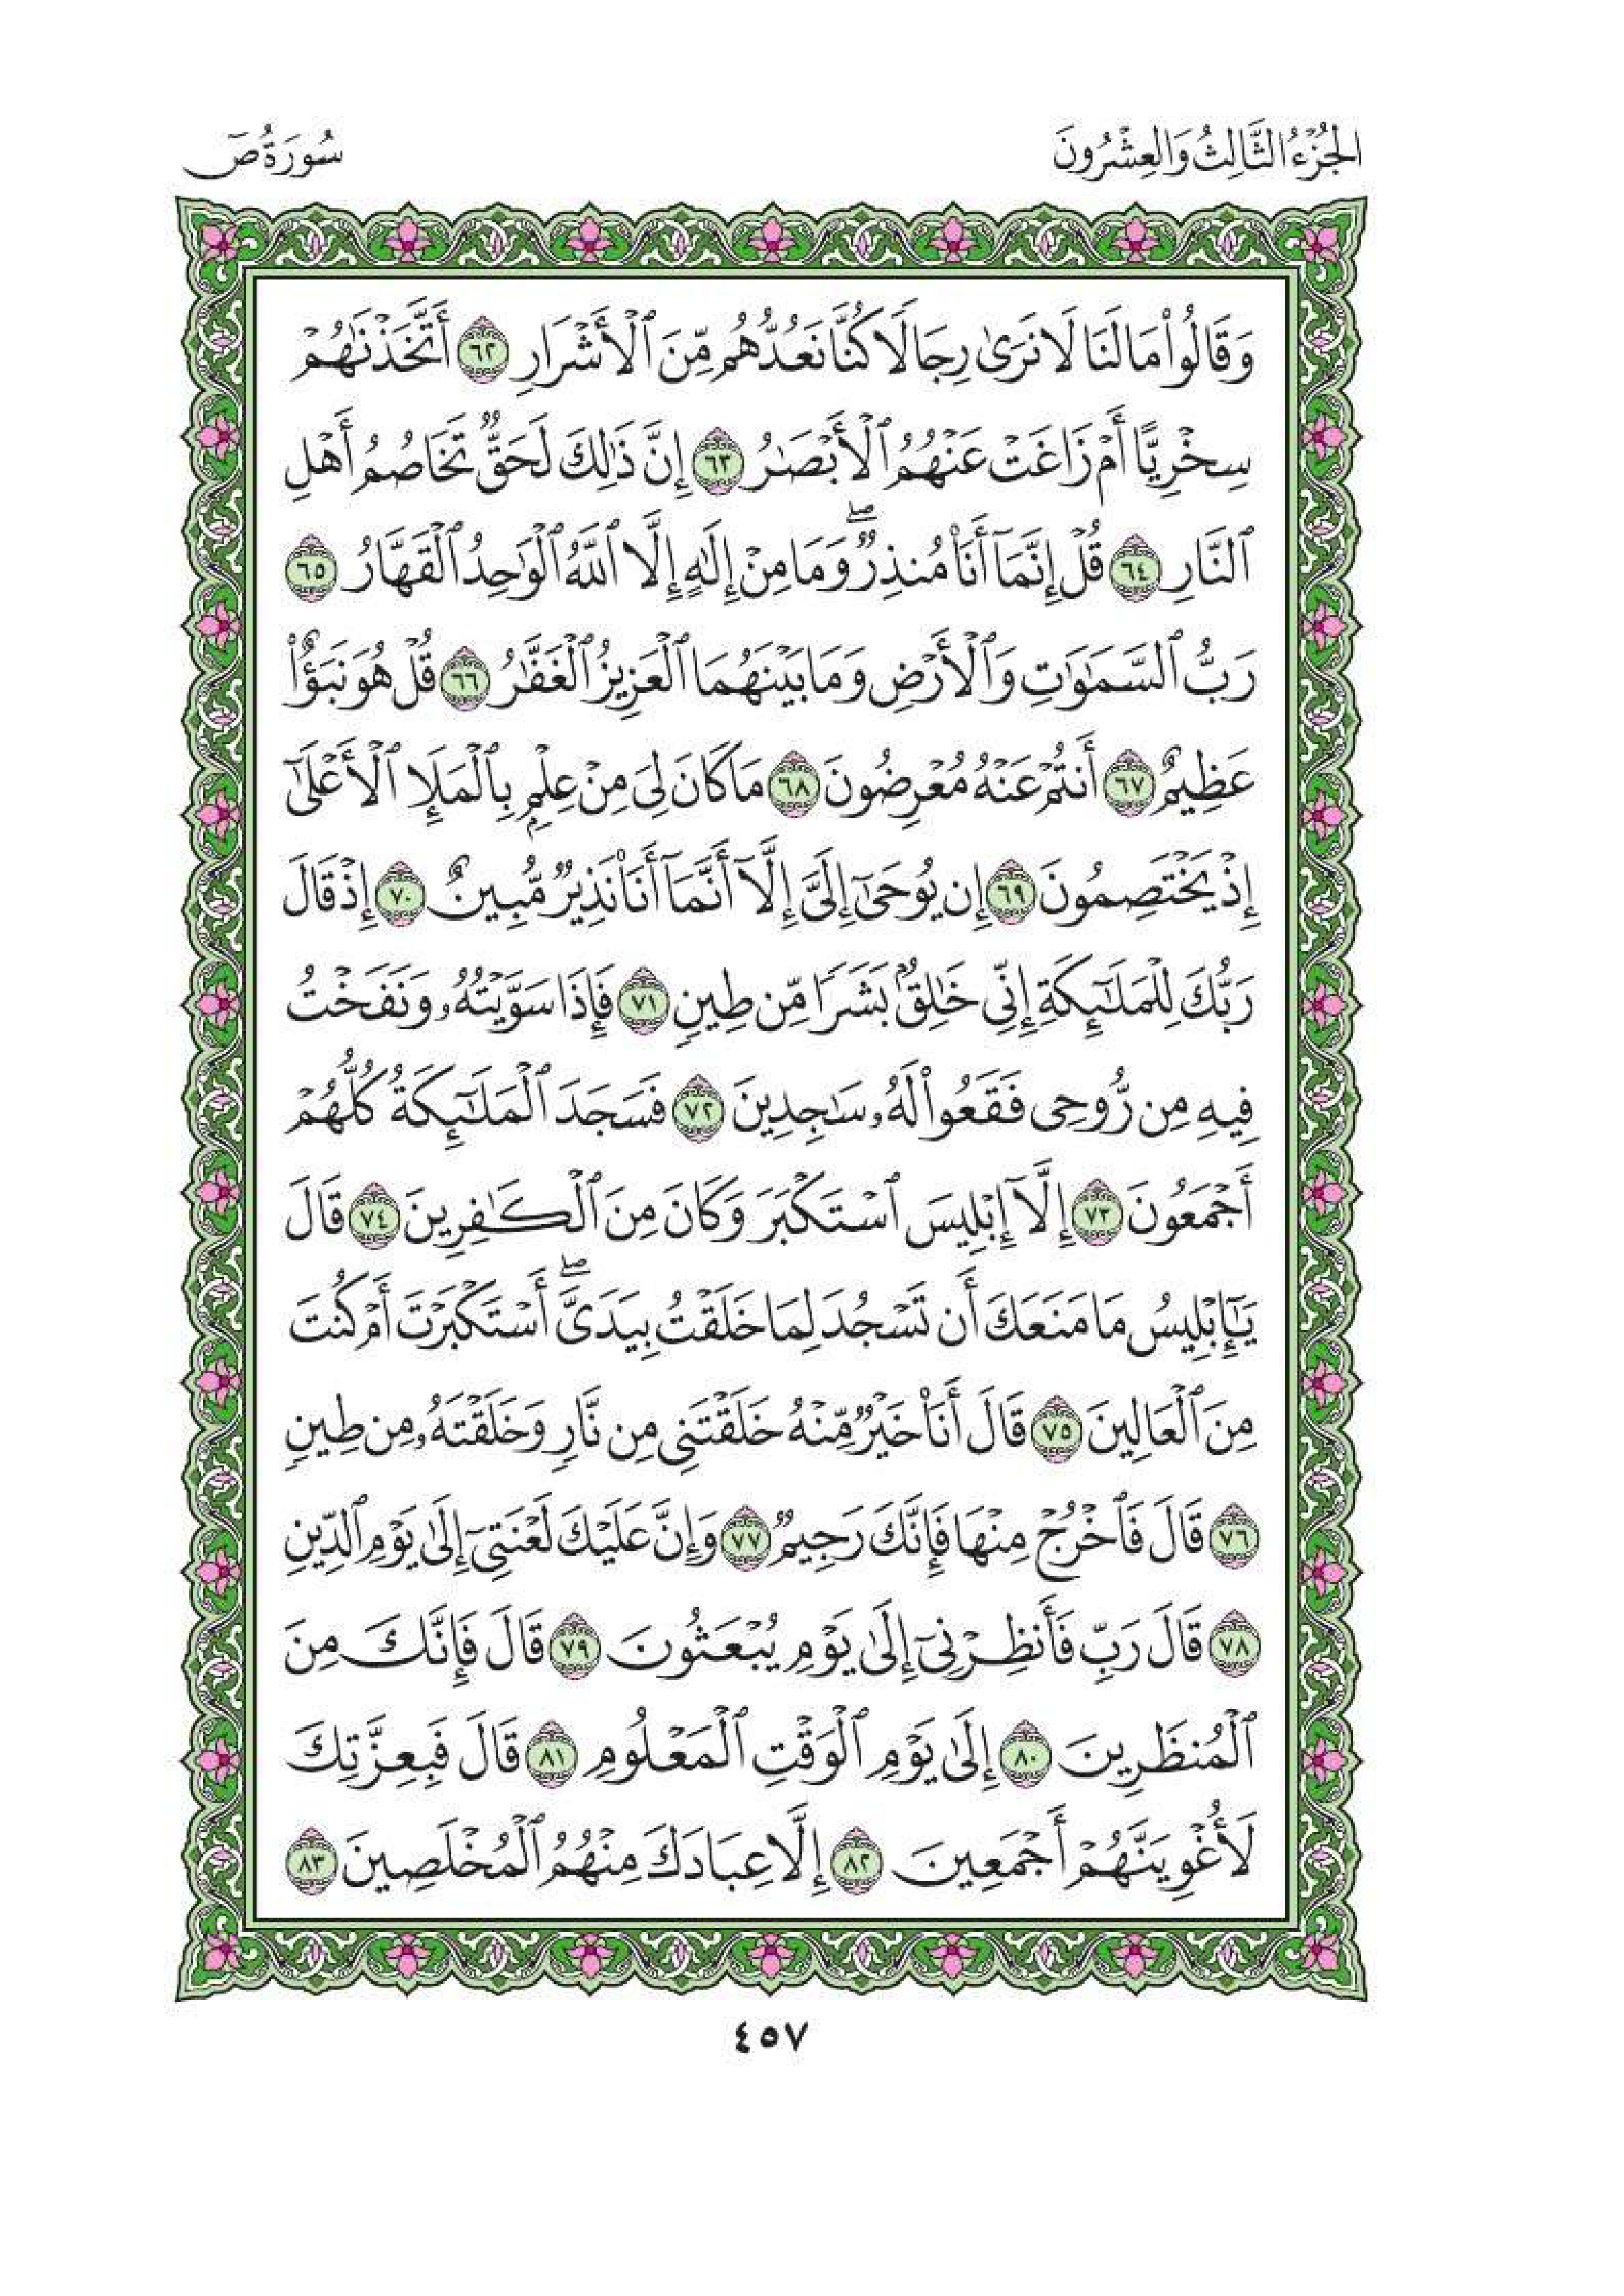 الجُزْءُ الثَّالِثُ وَالعِشْرُونَ
سُورَةُ صٓ
وَقَالُوا۟ مَا لَنَا لَا نَرَىٰ رِجَالًا كُنَّا نَعُدُّهُم مِّنَ ٱلْأَشْرَارِ ٦٢ أَتَّخَذْنَٰهُمْ
سِخْرِيًّا أَمْ زَاغَتْ عَنْهُمُ ٱلْأَبْصَٰرُ ٦٣ إِنَّ ذَٰلِكَ لَحَقٌّ تَخَاصُمُ أَهْلِ
ٱلنَّارِ ٦٤ قُلْ إِنَّمَآ أَنَا۠ مُنذِرٌ ۖ وَمَا مِنْ إِلَٰهٍ إِلَّا ٱللَّهُ ٱلْوَٰحِدُ ٱلْقَهَّارُ ٦٥
رَبُّ ٱلسَّمَٰوَٰتِ وَٱلْأَرْضِ وَمَا بَيْنَهُمَا ٱلْعَزِيزُ ٱلْغَفَّٰرُ ٦٦ قُلْ هُوَ نَبَؤٌا۟
عَظِيمٌ ٦٧ أَنتُمْ عَنْهُ مُعْرِضُونَ ٦٨ مَا كَانَ لِىَ مِنْ عِلْمٍۭ بِٱلْمَلَإِ ٱلْأَعْلَىٰٓ
إِذْ يَخْتَصِمُونَ ٦٩ إِن يُوحَىٰٓ إِلَىَّ إِلَّآ أَنَّمَآ أَنَا۠ نَذِيرٌ مُّبِينٌ ٧٠ إِذْ قَالَ
رَبُّكَ لِلْمَلَٰٓئِكَةِ إِنِّى خَٰلِقٌۢ بَشَرًا مِّن طِينٍ ٧١ فَإِذَا سَوَّيْتُهُۥ وَنَفَخْتُ
فِيهِ مِن رُّوحِى فَقَعُوا۟ لَهُۥ سَٰجِدِينَ ٧٢ فَسَجَدَ ٱلْمَلَٰٓئِكَةُ كُلُّهُمْ
أَجْمَعُونَ ٧٣ إِلَّآ إِبْلِيسَ ٱسْتَكْبَرَ وَكَانَ مِنَ ٱلْكَٰفِرِينَ ٧٤ قَالَ
يَٰٓإِبْلِيسُ مَا مَنَعَكَ أَن تَسْجُدَ لِمَا خَلَقْتُ بِيَدَىَّ ۖ أَسْتَكْبَرْتَ أَمْ كُنتَ
مِنَ ٱلْعَالِينَ ٧٥ قَالَ أَنَا۠ خَيْرٌ مِّنْهُ خَلَقْتَنِى مِن نَّارٍ وَخَلَقْتَهُۥ مِن طِينٍ
٧٦ قَالَ فَٱخْرُجْ مِنْهَا فَإِنَّكَ رَجِيمٌ ٧٧ وَإِنَّ عَلَيْكَ لَعْنَتِىٓ إِلَىٰ يَوْمِ ٱلدِّينِ
٧٨ قَالَ رَبِّ فَأَنظِرْنِىٓ إِلَىٰ يَوْمِ يُبْعَثُونَ ٧٩ قَالَ فَإِنَّكَ مِنَ
ٱلْمُنظَرِينَ ٨٠ إِلَىٰ يَوْمِ ٱلْوَقْتِ ٱلْمَعْلُومِ ٨١ قَالَ فَبِعِزَّتِكَ
لَأُغْوِيَنَّهُمْ أَجْمَعِينَ ٨٢ إِلَّا عِبَادَكَ مِنْهُمُ ٱلْمُخْلَصِينَ ٨٣
٤٥٧